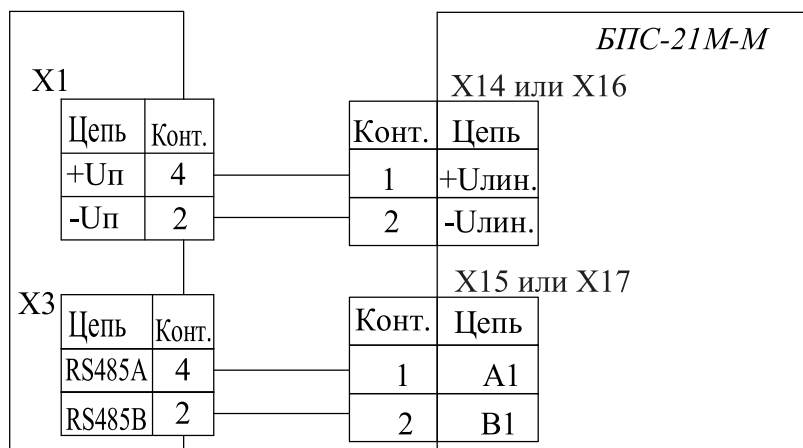 БПС-21М-М
X1
X14 или X16
Цепь Конт.
Конт. Цепь
+Uп 4
1 +Uлин.
-Uп 2
2 -Uлин.
X3
X15 или X17
Цепь Конт.
Конт. Цепь
RS485A 4
1 A1
RS485B 2
2 B1